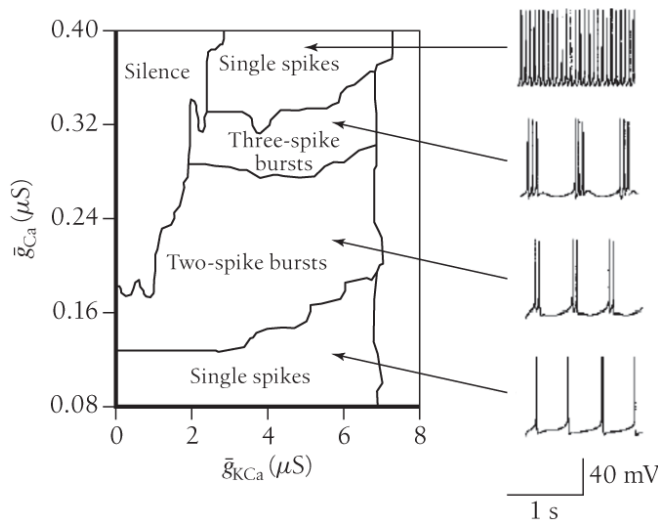 0.40
Silence
Single spikes
0.32
Three-spike
bursts
0.24
Two-spike bursts
0.16
Single spikes
0.08
0
2
4
6
8
ḡCa (μS)
ḡKCa (μS)
40 mV
1 s